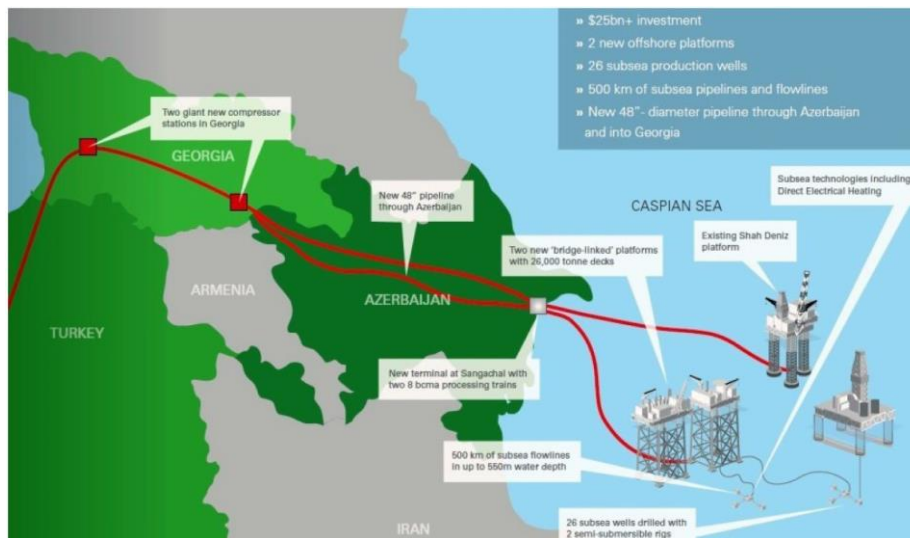 » $25bn+ investment
» 2 new offshore platforms
» 26 subsea production wells
» 500 km of subsea pipelines and flowlines
» New 48"- diameter pipeline through Azerbaijan
and into Georgia
Two giant new compressor
stations in Georgia
GEORGIA
Subsea technologies including
Direct Electrical Heating
New 48" pipeline
through Azerbaijan
CASPIAN SEA
Existing Shah Deniz
platform
Two new 'bridge-linked' platforms
with 26,000 tonne decks
ARMENIA
AZERBAIJAN
TURKEY
New terminal at Sangachal with
two 8 bcma processing trains
500 km of subsea flowlines
in up to 550m water depth
26 subsea wells drilled with
2 semi-submersible rigs
IRAN